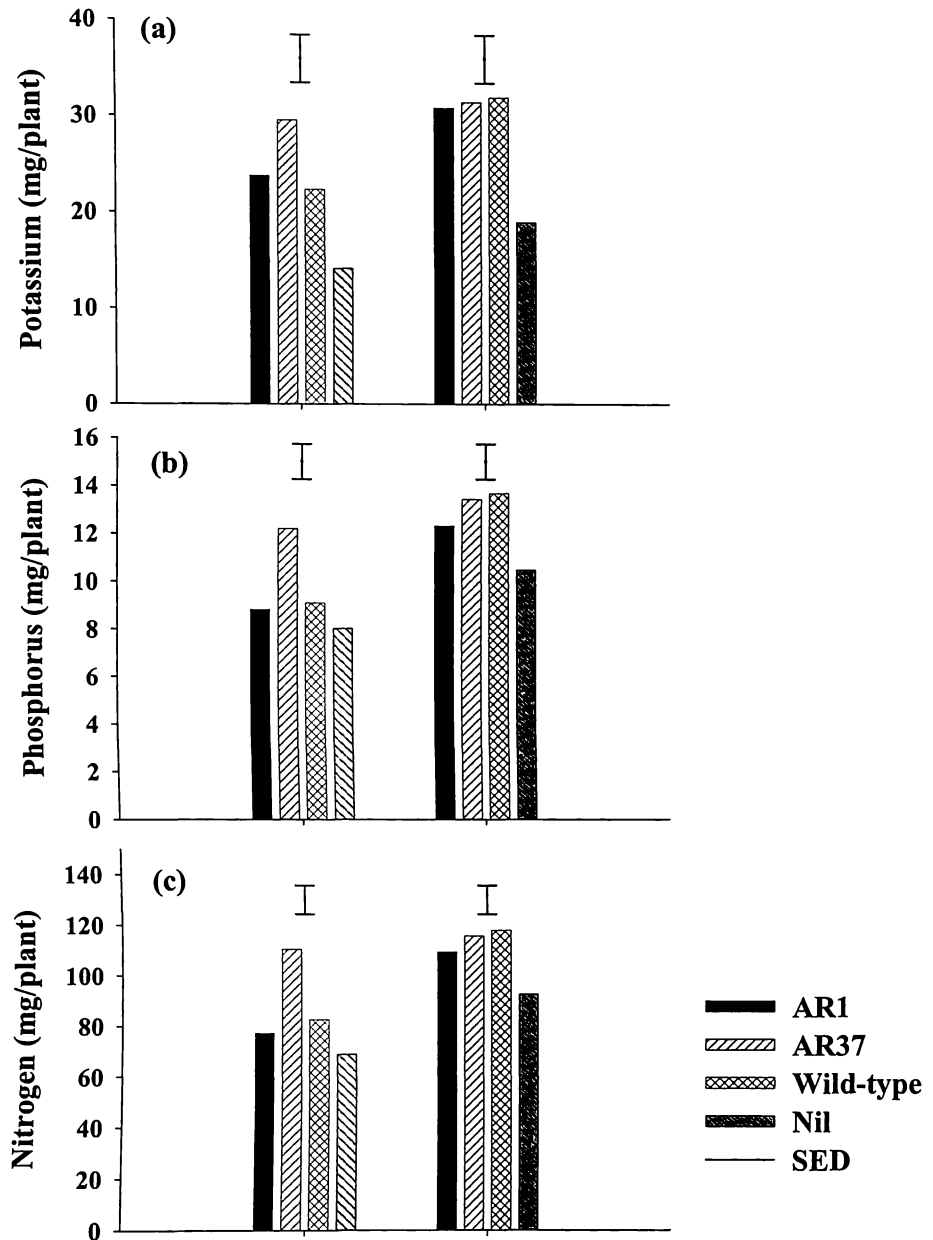 (a)
Potassium (mg/plant)
40
30
20
10
0
(b)
Phosphorus (mg/plant)
16
14
12
10
8
6
4
2
0
(c)
Nitrogen (mg/plant)
140
120
100
80
60
40
20
0
AR1
AR37
Wild-type
Nil
SED